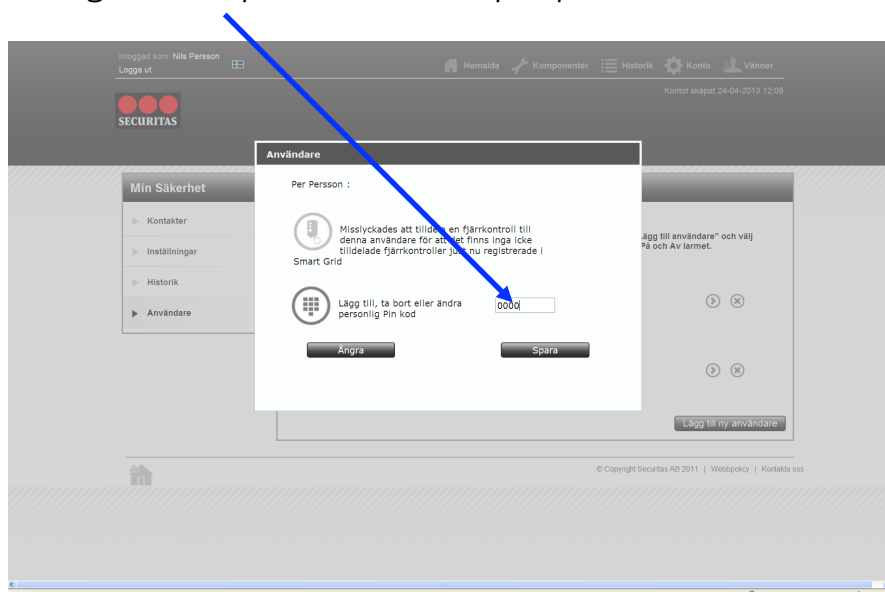 Inloggad som: Nils Persson
Logga ut
Hemsida Komponenter Historik Konto Vänner
Kontot skapat 24-04-2013 12:09
SECURITAS
Användare
Min Säkerhet
Per Persson :
Kontakter
Inställningar
Historik
Användare
Misslyckades att tilldela en fjärrkontroll till
denna användare för att det finns inga icke
tilldelade fjärrkontroller just nu registrerade i
Smart Grid
ägg till användare" och välj
På och Av larmet.
Lägg till, ta bort eller ändra
personlig Pin kod
0000
Ångra Spara
Lägg till ny användare
© Copyright Securitas AB 2011 | Webbpolicy | Kontakta oss